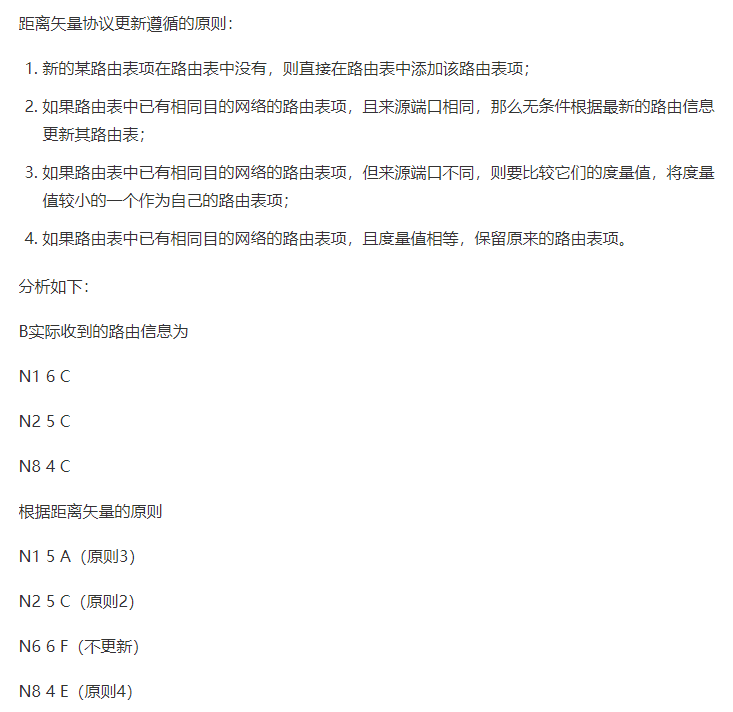 距离矢量协议更新遵循的原则：
1. 新的某路由表项在路由表中没有，则直接在路由表中添加该路由表项；
2. 如果路由表中已有相同目的网络的路由表项，且来源端口相同，那么无条件根据最新的路由信息
更新其路由表；
3. 如果路由表中已有相同目的网络的路由表项，但来源端口不同，则要比较它们的度量值，将度量
值较小的一个作为自己的路由表项；
4. 如果路由表中已有相同目的网络的路由表项，且度量值相等，保留原来的路由表项。
分析如下：
B实际收到的路由信息为
N1 6 C
N2 5 C
N8 4 C
根据距离矢量的原则
N1 5 A（原则3）
N2 5 C（原则2）
N6 6 F（不更新）
N8 4 E（原则4）